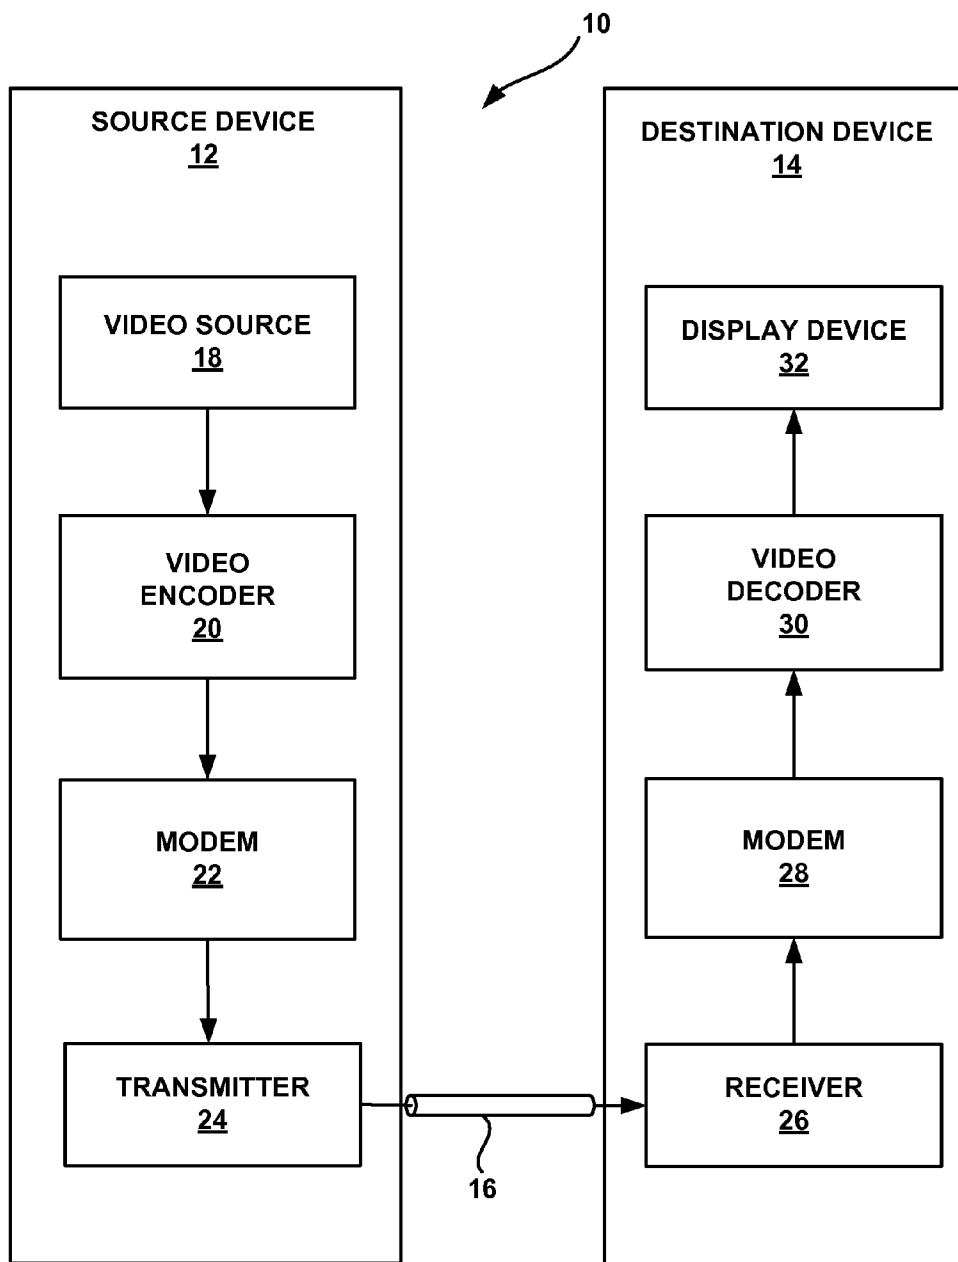 10
SOURCE DEVICE
12
VIDEO SOURCE
18
VIDEO
ENCODER
20
MODEM
22
TRANSMITTER
24
16
DESTINATION DEVICE
14
DISPLAY DEVICE
32
VIDEO
DECODER
30
MODEM
28
RECEIVER
26